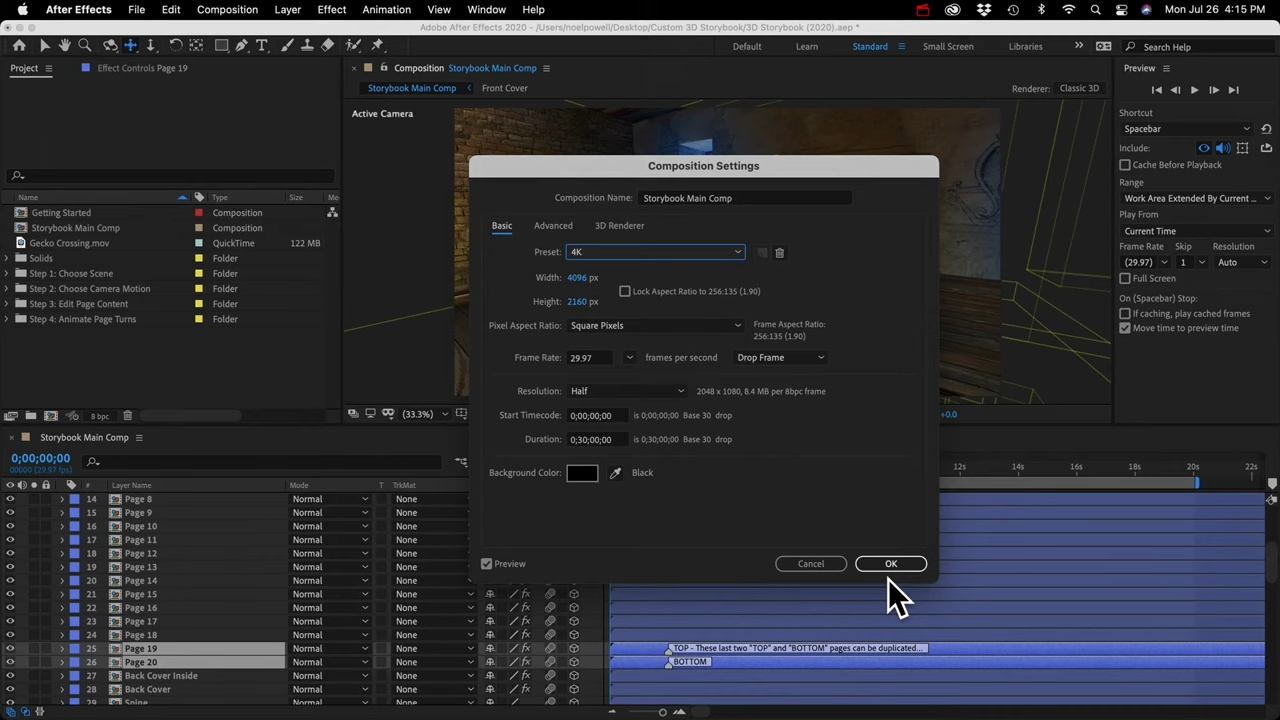 After Effects File Edit Composition Layer Effect Animation View Window Help Mon Jul 26 4:15 PM
Adobe After Effects 2020 - /Users/noelpowell/Desktop/Custom 3D Storybook/3D Storybook (2020).aep *
Default Learn Standard Small Screen Libraries Search Help
Project Effect Controls Page 19 Composition Storybook Main Comp Preview
Storybook Main Comp Front Cover Renderer: Classic 3D
Active Camera
Shortcut
Spacebar
Include:
Cache Before Playback
Range
Work Area Extended By Current ...
Play From
Current Time
Frame Rate Skip Resolution
(29.97) 1 Auto
Full Screen
On (Spacebar) Stop:
If caching, play cached frames
Move time to preview time
Name Type Size Me
Getting Started Composition
Storybook Main Comp Composition
Gecko Crossing.mov QuickTime 122 MB
Solids Folder
Step 1: Choose Scene Folder
Step 2: Choose Camera Motion Folder
Step 3: Edit Page Content Folder
Step 4: Animate Page Turns Folder
8 bpc
(33.3%)
+0.0
Composition Settings
Composition Name: Storybook Main Comp
Basic Advanced 3D Renderer
Preset: 4K
Width: 4096 px
Lock Aspect Ratio to 256:135 (1.90)
Height: 2160 px
Pixel Aspect Ratio: Square Pixels Frame Aspect Ratio:
256:135 (1.90)
Frame Rate: 29.97 frames per second Drop Frame
Resolution: Half 2048 x 1080, 8.4 MB per 8bpc frame
Start Timecode: 0;00;00;00 is 0;00;00;00 Base 30 drop
Duration: 0;30;00;00 is 0;30;00;00 Base 30 drop
Background Color: Black
Preview Cancel OK
Storybook Main Comp
0;00;00;00
00000 (29.97 fps)
12s 14s 16s 18s 20s 22s
# Layer Name Mode T TrkMat
14 Page 8 Normal None
15 Page 9 Normal None
16 Page 10 Normal None
17 Page 11 Normal None
18 Page 12 Normal None
19 Page 13 Normal None
20 Page 14 Normal None
21 Page 15 Normal None
22 Page 16 Normal None
23 Page 17 Normal None
24 Page 18 Normal None
25 Page 19 Normal None TOP - These last two "TOP" and "BOTTOM" pages can be duplicated...
26 Page 20 Normal None BOTTOM
27 Back Cover Inside Normal None
28 Back Cover Normal None
29 Spine Normal None